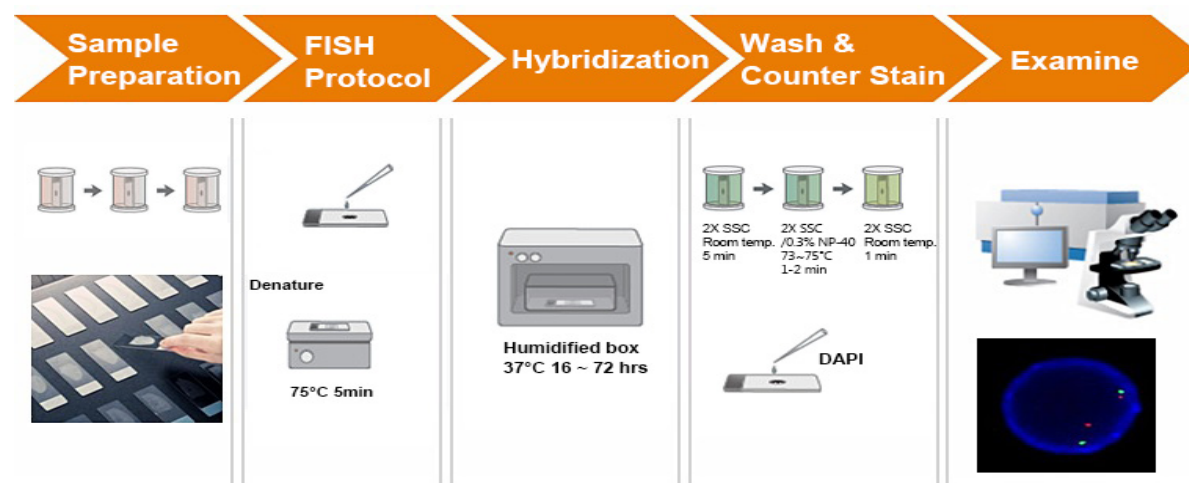 Sample
Preparation
FISH
Protocol
Hybridization
Wash &
Counter Stain
Examine
Denature
75°C 5min
Humidified box
37°C 16 ~ 72 hrs
2X SSC
Room temp.
5 min
2X SSC
/0.3% NP-40
73~75°C
1-2 min
2X SSC
Room temp.
1 min
DAPI